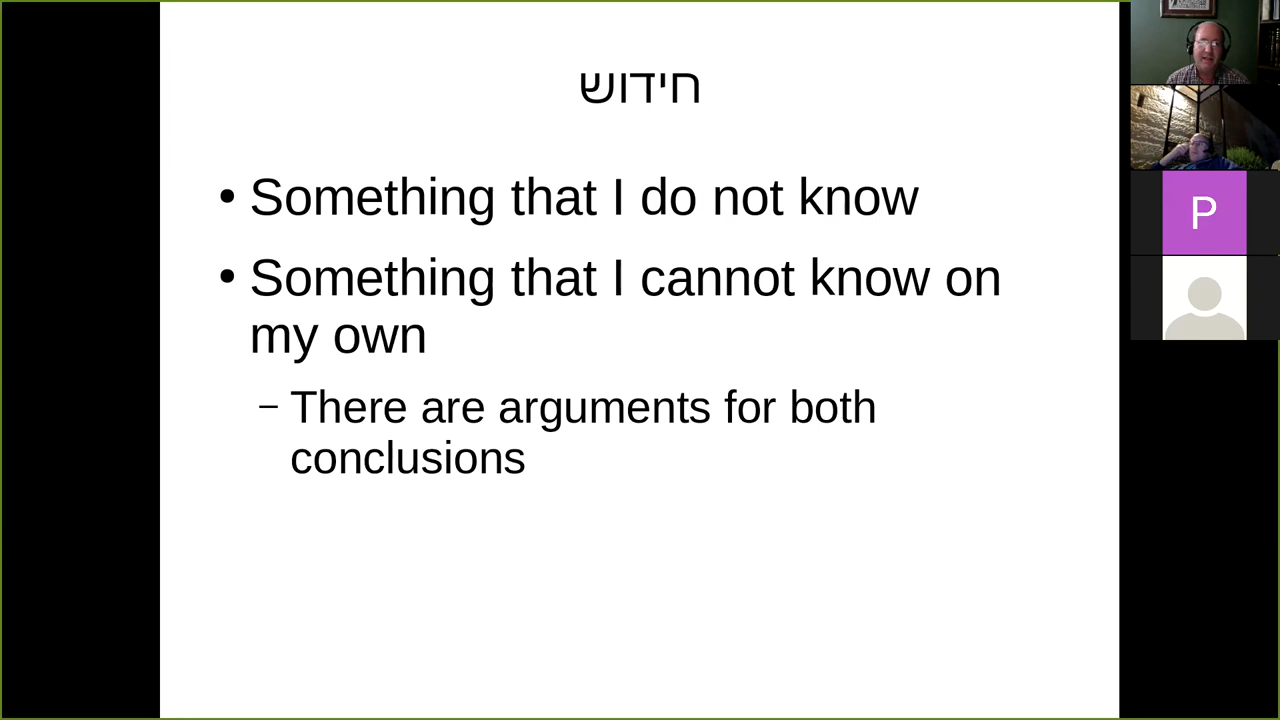 חידוש
• Something that I do not know
• Something that I cannot know on
my own
– There are arguments for both
conclusions
P